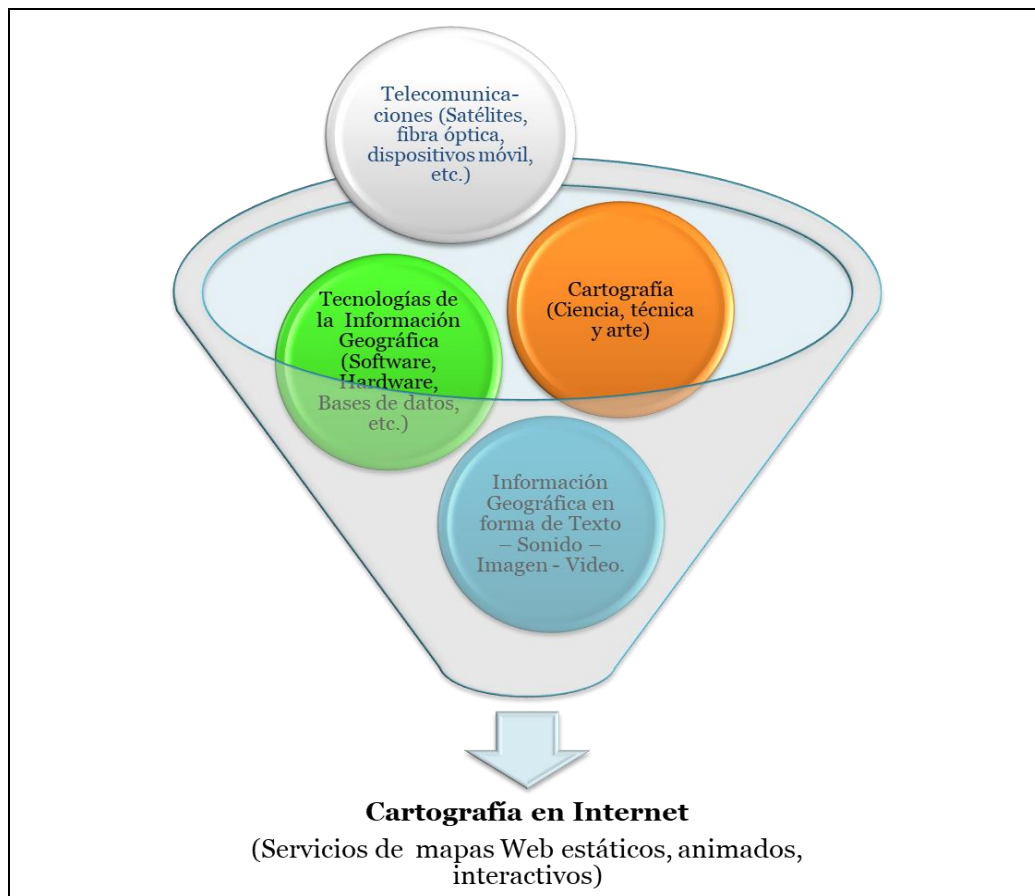 Telecomunica-
ciones (Satélites,
fibra óptica,
dispositivos móvil,
etc.)
Tecnologías de
la Información
Geográfica
(Software,
Hardware,
Bases de datos,
etc.)
Cartografía
(Ciencia, técnica
y arte)
Información
Geográfica en
forma de Texto
– Sonido –
Imagen - Video.
Cartografía en Internet
(Servicios de mapas Web estáticos, animados,
interactivos)